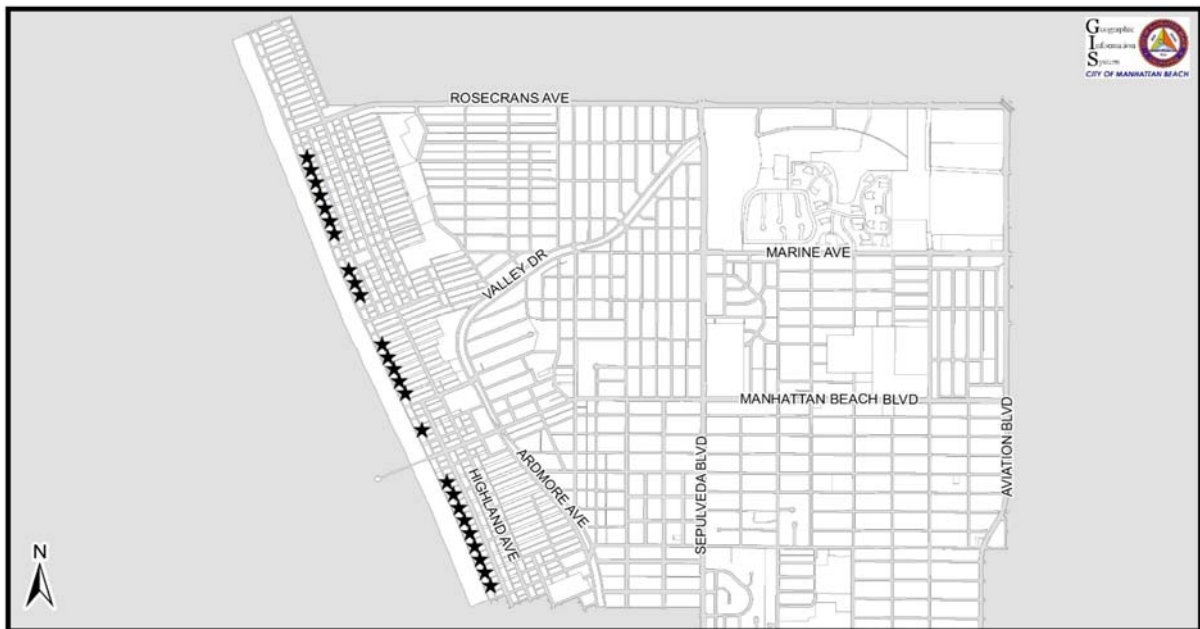 Geographic
Information
System
CITY OF MANHATTAN BEACH
ROSECRANS AVE
MARINE AVE
VALLEY DR
MANHATTAN BEACH BLVD
AVIATION BLVD
SEPULVEDA BLVD
ARDMORE AVE
HIGHLAND AVE
N